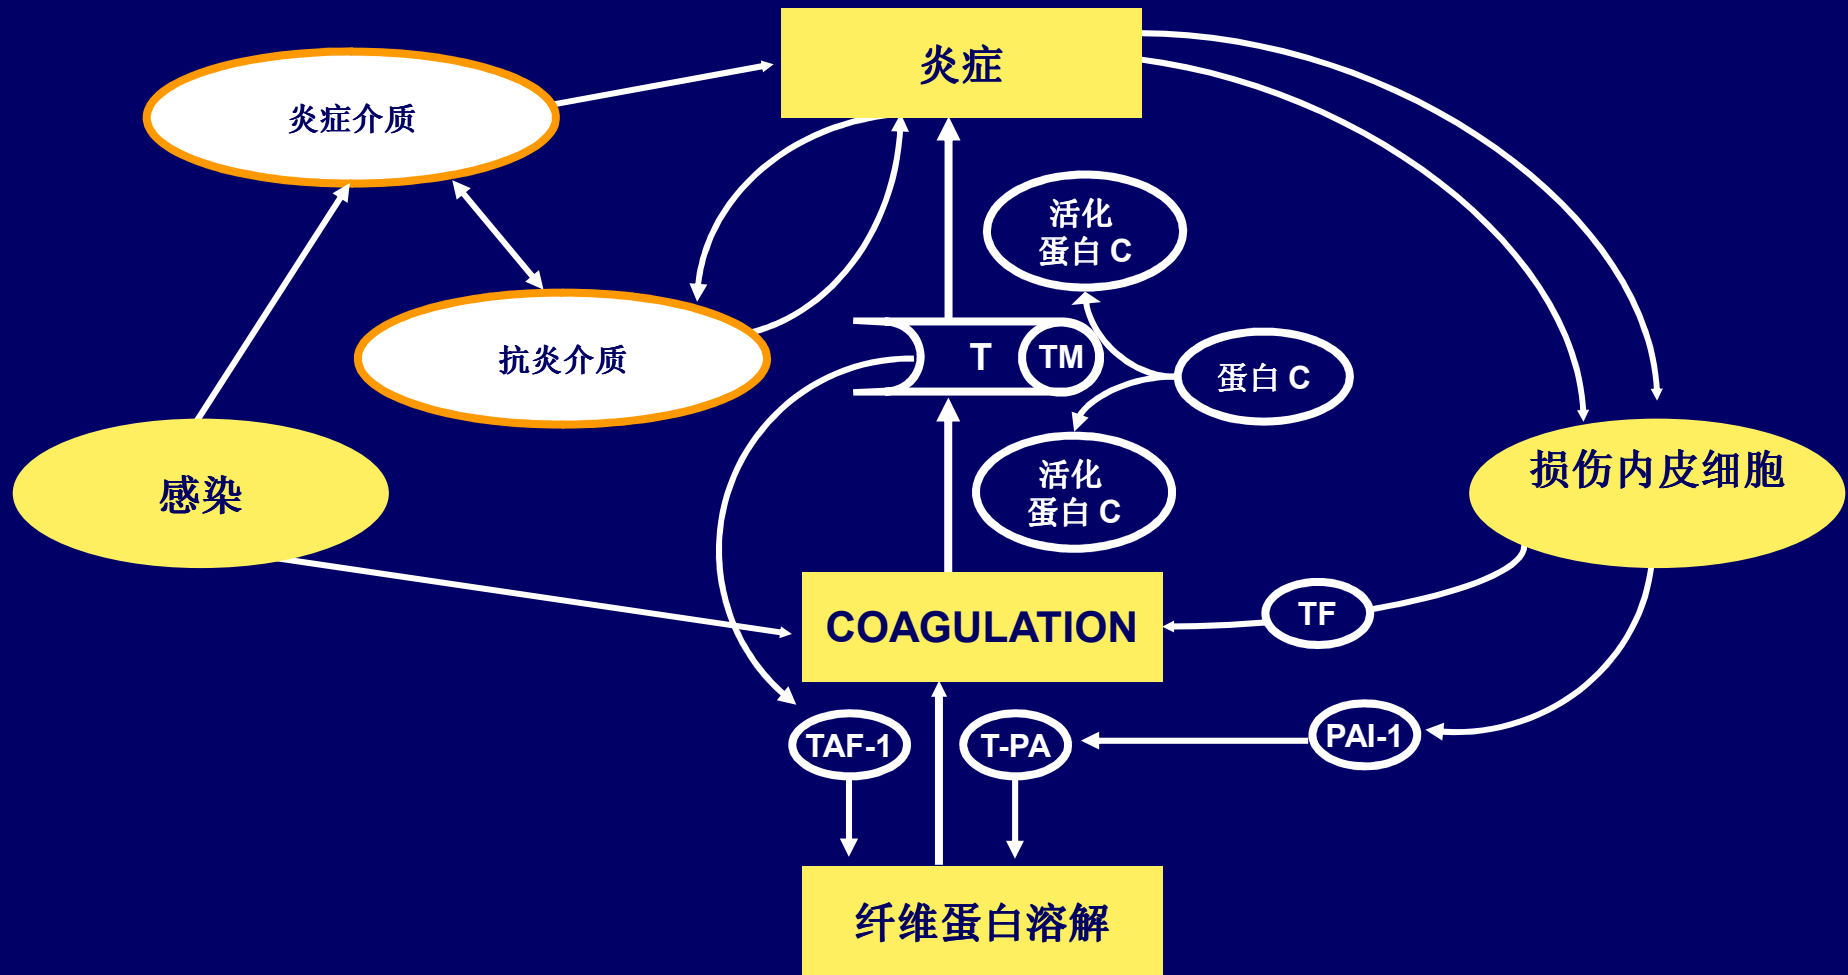 炎症
炎症介质
活化
蛋白 C
抗炎介质
T
TM
蛋白 C
感染
活化
蛋白 C
损伤内皮细胞
COAGULATION
TF
TAF-1
T-PA
PAI-1
纤维蛋白溶解